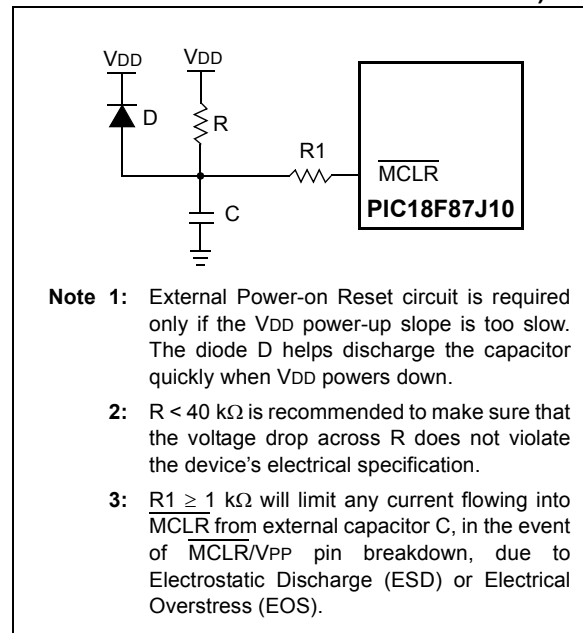 VDD VDD
D
R
R1
MCLR
C
PIC18F87J10
Note 1: External Power-on Reset circuit is required
only if the VDD power-up slope is too slow.
The diode D helps discharge the capacitor
quickly when VDD powers down.
2: R < 40 kΩ is recommended to make sure that
the voltage drop across R does not violate
the device's electrical specification.
3: R1 ≥ 1 kΩ will limit any current flowing into
MCLR from external capacitor C, in the event
of MCLR/VPP pin breakdown, due to
Electrostatic Discharge (ESD) or Electrical
Overstress (EOS).